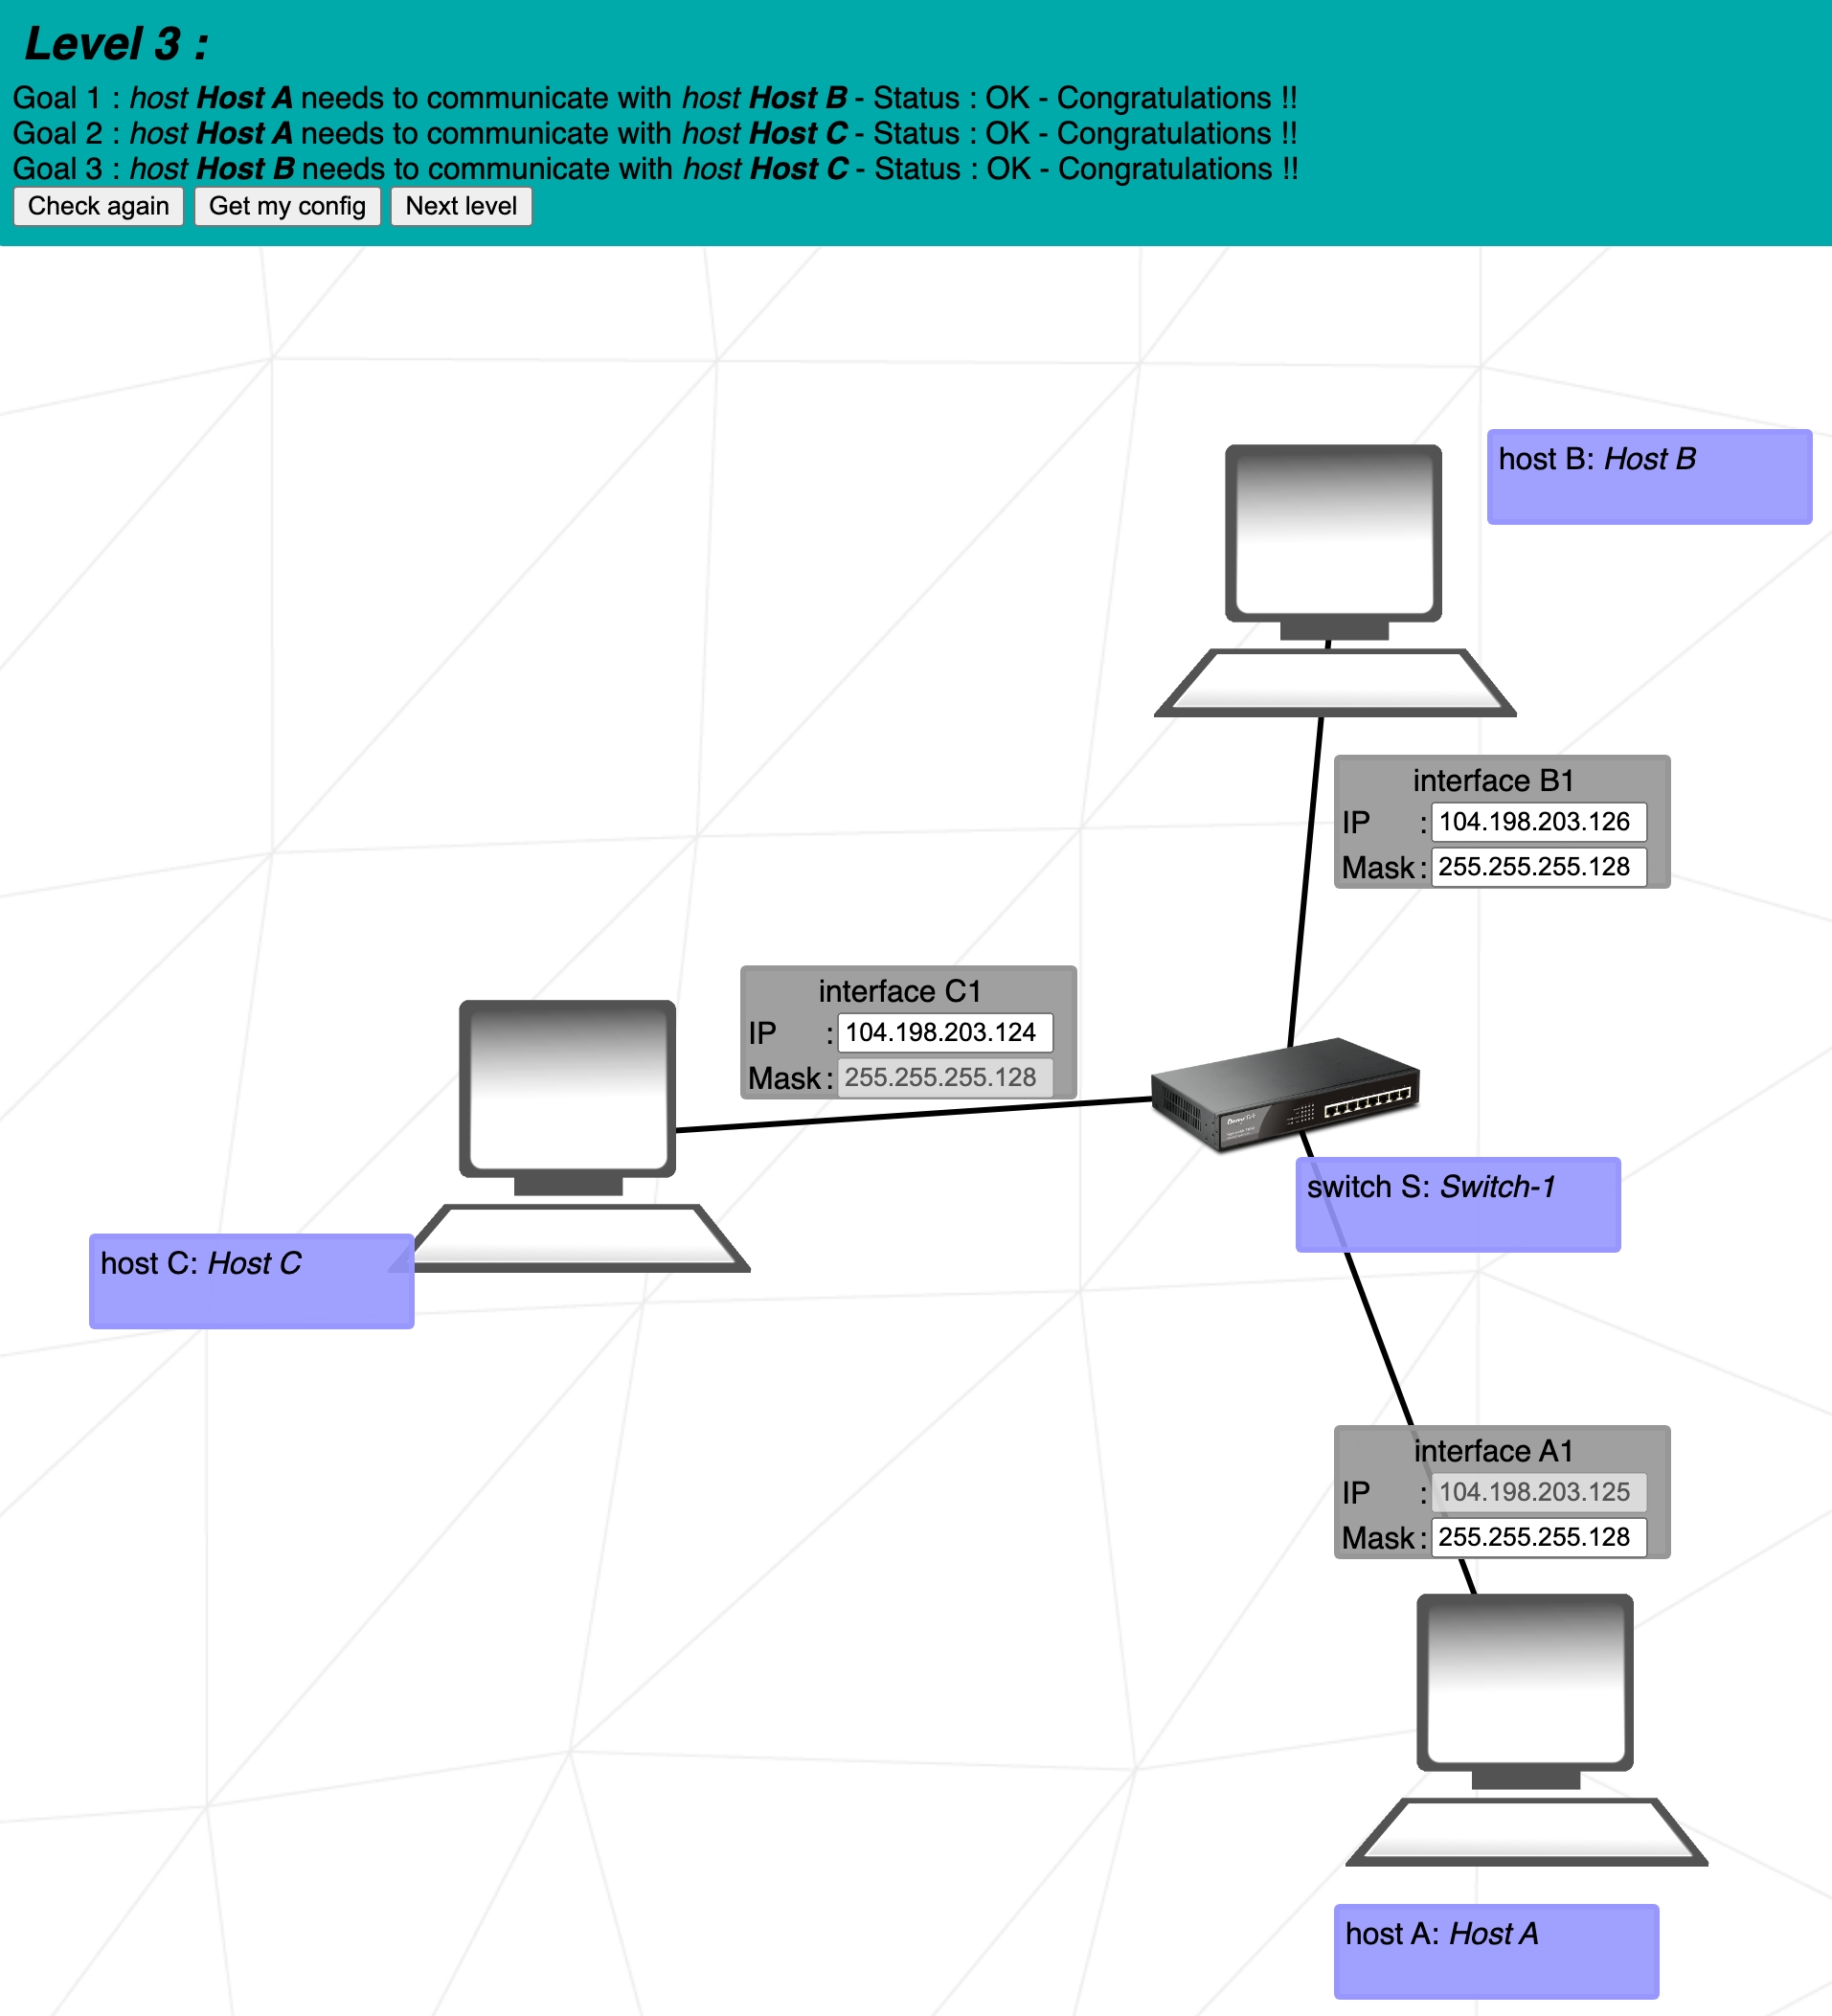 Level 3 :
Goal 1 : host Host A needs to communicate with host Host B - Status : OK - Congratulations !!
Goal 2 : host Host A needs to communicate with host Host C - Status : OK - Congratulations !!
Goal 3 : host Host B needs to communicate with host Host C - Status : OK - Congratulations !!
Check again Get my config Next level
host B: Host B
interface B1
IP : 104.198.203.126
Mask : 255.255.255.128
interface C1
IP : 104.198.203.124
Mask : 255.255.255.128
switch S: Switch-1
host C: Host C
interface A1
IP : 104.198.203.125
Mask : 255.255.255.128
host A: Host A